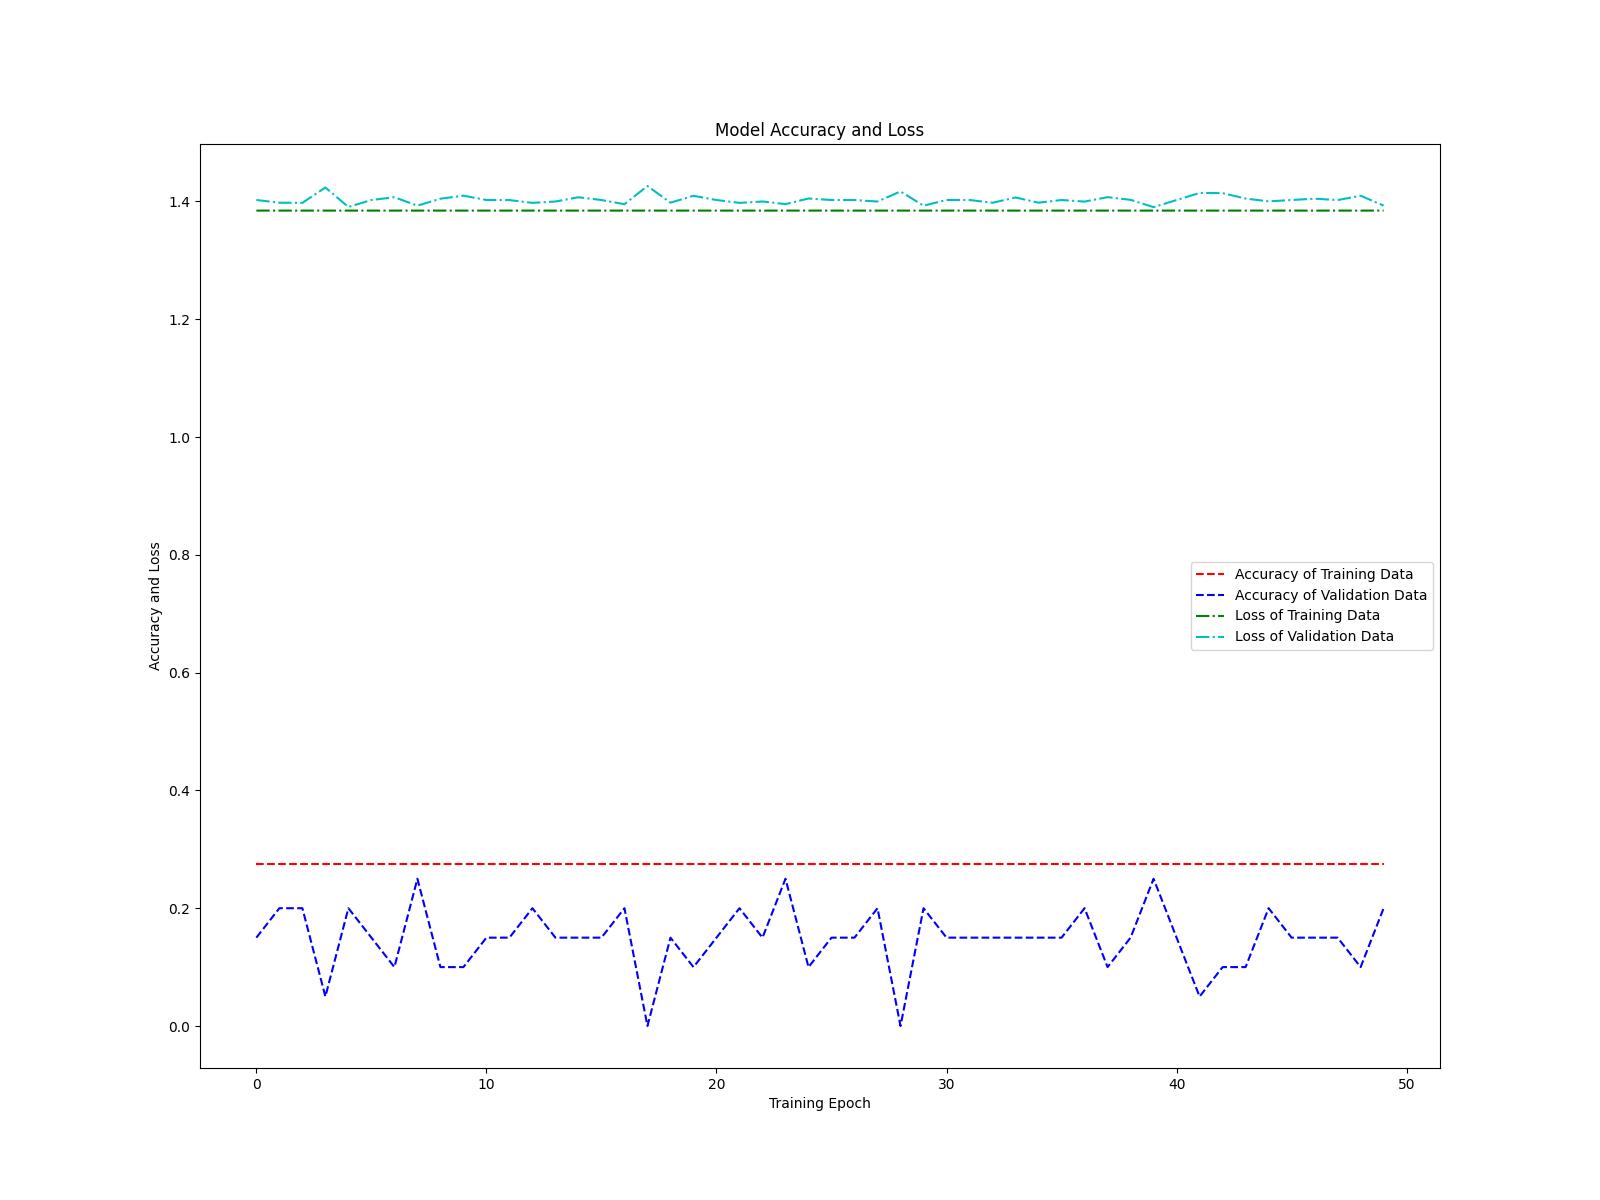 Model Accuracy and Loss
1.4
1.2
1.0
0.8
0.6
0.4
0.2
0.0
Accuracy and Loss
Accuracy of Training Data
Accuracy of Validation Data
Loss of Training Data
Loss of Validation Data
0 10 20 30 40 50
Training Epoch